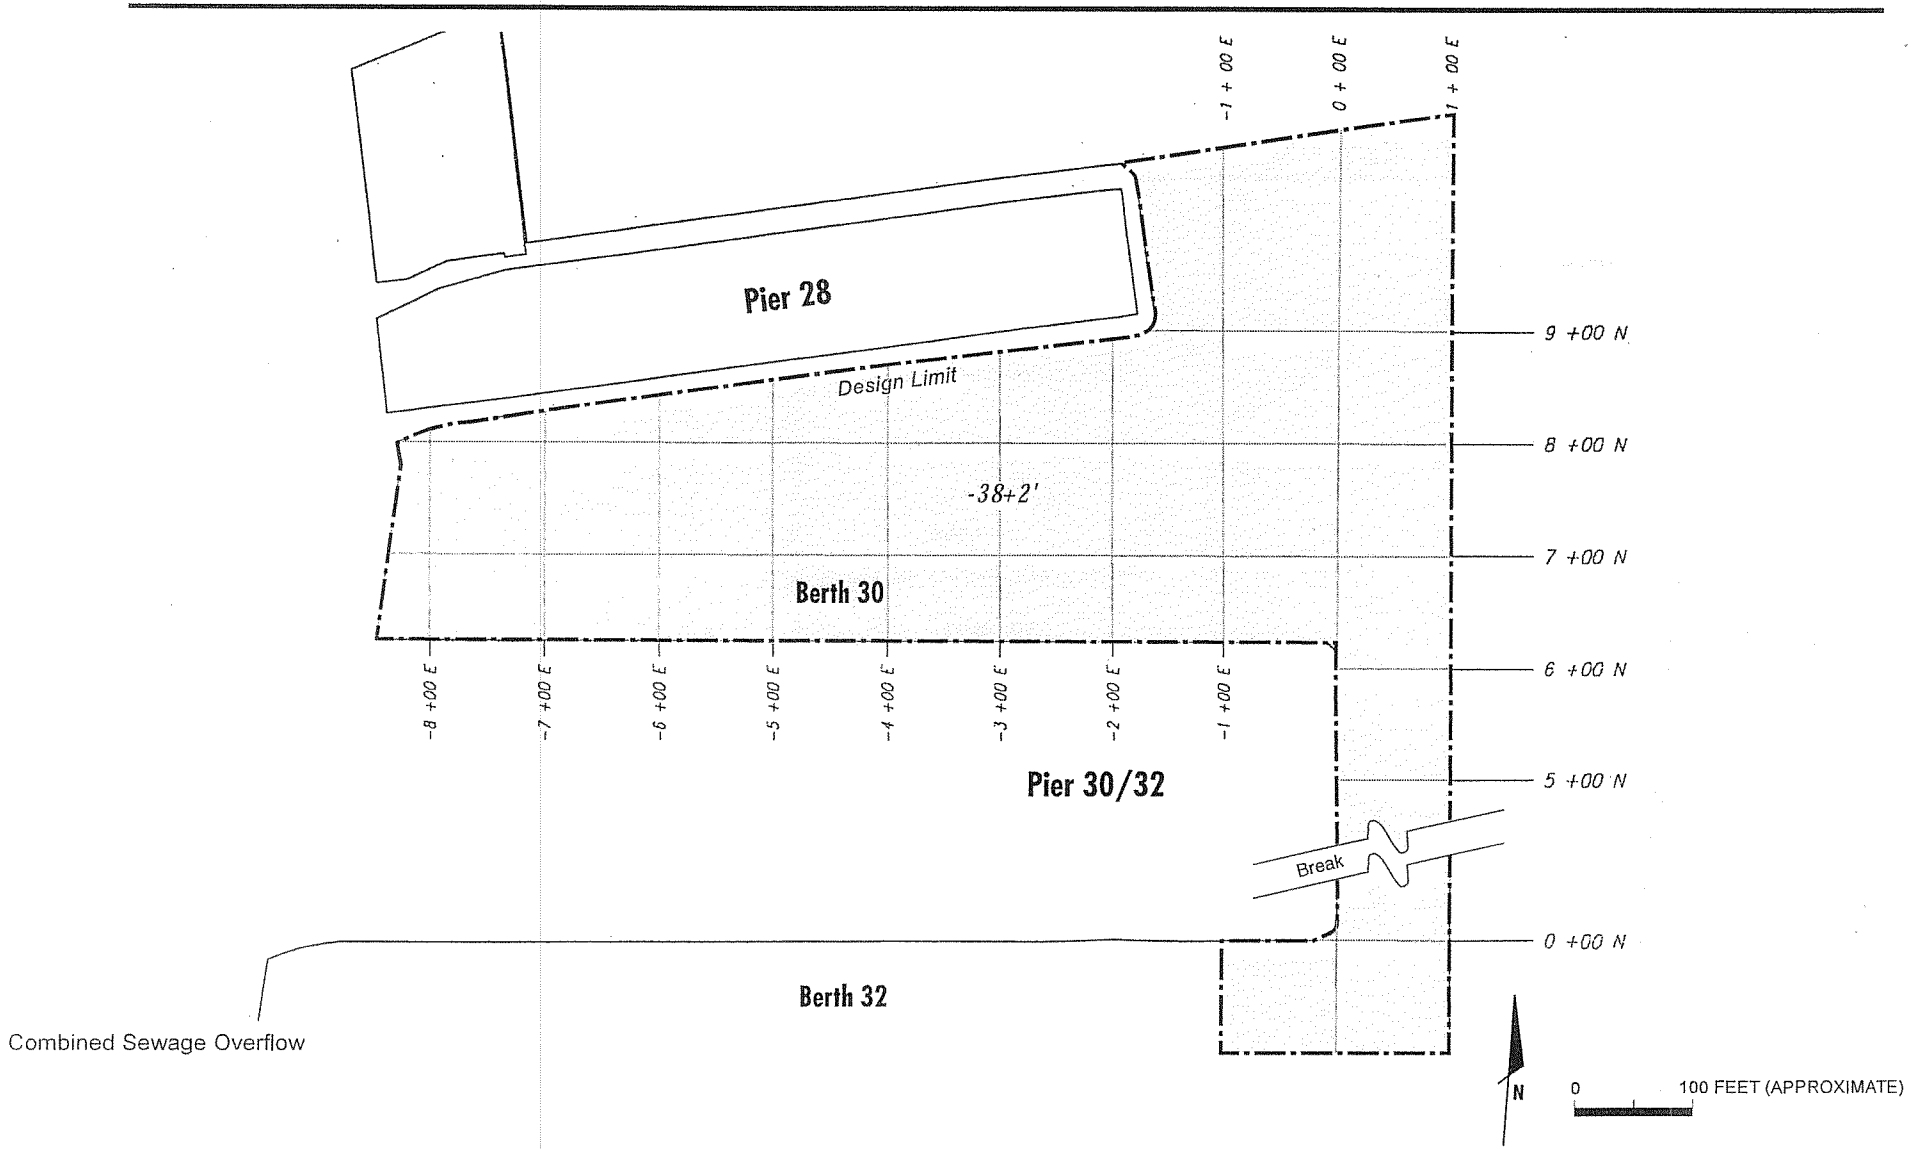 -1 + 00 E
0 + 00 E
1 + 00 E
Pier 28
9 +00 N
Design Limit
8 +00 N
-38+2'
7 +00 N
Berth 30
6 +00 N
-8 +00 E
-7 +00 E
-6 +00 E
-5 +00 E
-4 +00 E
-3 +00 E
-2 +00 E
-1 +00 E
5 +00 N
Pier 30/32
Break
0 +00 N
Berth 32
Combined Sewage Overflow
N
0 100 FEET (APPROXIMATE)